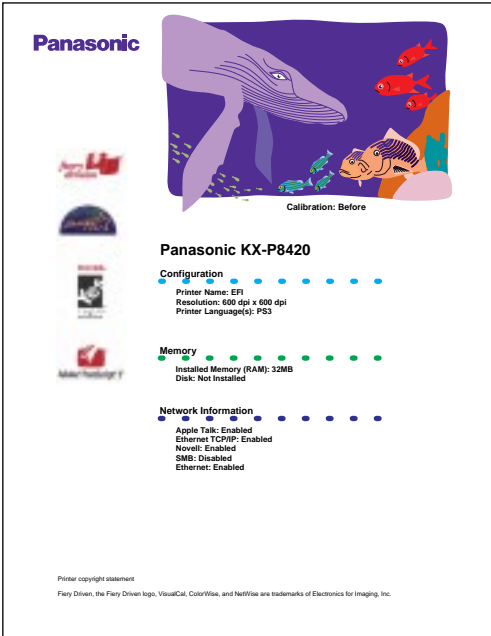 Panasonic
Calibration: Before
Panasonic KX-P8420
Configuration
Printer Name: EFI
Resolution: 600 dpi x 600 dpi
Printer Language(s): PS3
Memory
Installed Memory (RAM): 32MB
Disk: Not Installed
Network Information
Apple Talk: Enabled
Ethernet TCP/IP: Enabled
Novell: Enabled
SMB: Disabled
Ethernet: Enabled
Printer copyright statement
Fiery Driven, the Fiery Driven logo, VisualCal, ColorWise, and NetWise are trademarks of Electronics for Imaging, Inc.